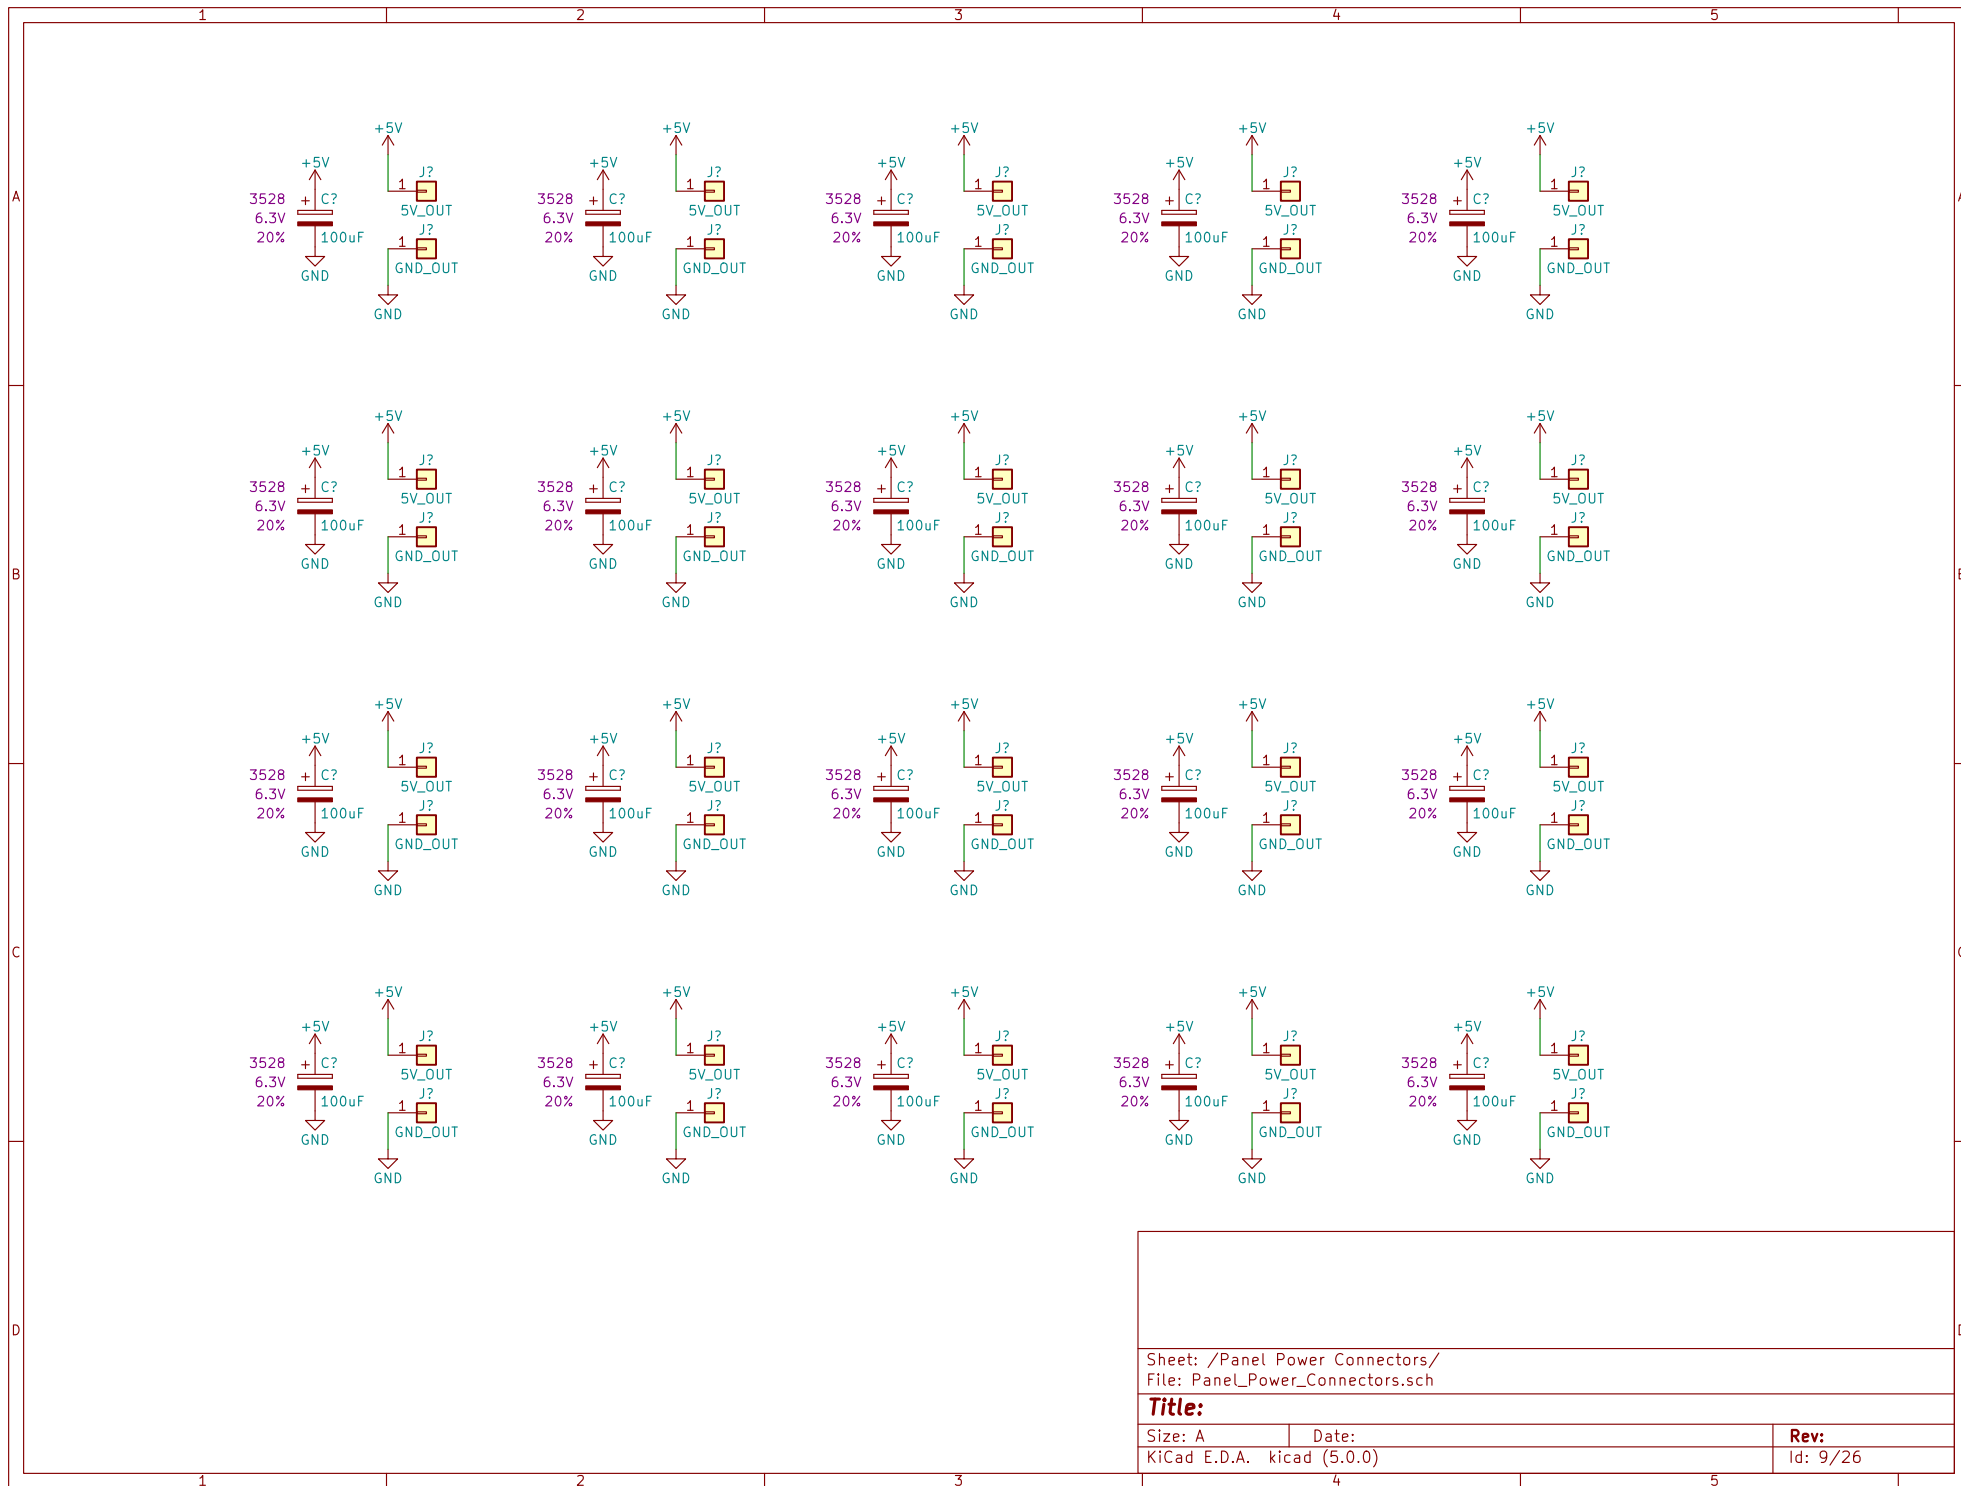 1 2 3 4 5
+5V +5V +5V +5V +5V
+5V J? +5V J? +5V J? +5V J? +5V J?
1 1 1 1 1
A 3528 + C? 3528 + C? 3528 + C? 3528 + C? 3528 + C?
6.3V 5V_OUT 6.3V 5V_OUT 6.3V 5V_OUT 6.3V 5V_OUT 6.3V 5V_OUT
20% 100uF J? 20% 100uF J? 20% 100uF J? 20% 100uF J? 20% 100uF J?
1 1 1 1 1
GND GND_OUT GND GND_OUT GND GND_OUT GND GND_OUT GND GND_OUT
GND GND GND GND GND
+5V +5V +5V +5V +5V
+5V J? +5V J? +5V J? +5V J? +5V J?
1 1 1 1 1
3528 + C? 3528 + C? 3528 + C? 3528 + C? 3528 + C?
6.3V 5V_OUT 6.3V 5V_OUT 6.3V 5V_OUT 6.3V 5V_OUT 6.3V 5V_OUT
20% 100uF J? 20% 100uF J? 20% 100uF J? 20% 100uF J? 20% 100uF J?
1 1 1 1 1
GND GND_OUT GND GND_OUT GND GND_OUT GND GND_OUT GND GND_OUT
B
GND GND GND GND GND
+5V +5V +5V +5V +5V
+5V J? +5V J? +5V J? +5V J? +5V J?
1 1 1 1 1
3528 + C? 3528 + C? 3528 + C? 3528 + C? 3528 + C?
6.3V 5V_OUT 6.3V 5V_OUT 6.3V 5V_OUT 6.3V 5V_OUT 6.3V 5V_OUT
20% 100uF J? 20% 100uF J? 20% 100uF J? 20% 100uF J? 20% 100uF J?
1 1 1 1 1
GND GND_OUT GND GND_OUT GND GND_OUT GND GND_OUT GND GND_OUT
GND GND GND GND GND
C
+5V +5V +5V +5V +5V
+5V J? +5V J? +5V J? +5V J? +5V J?
1 1 1 1 1
3528 + C? 3528 + C? 3528 + C? 3528 + C? 3528 + C?
6.3V 5V_OUT 6.3V 5V_OUT 6.3V 5V_OUT 6.3V 5V_OUT 6.3V 5V_OUT
20% 100uF J? 20% 100uF J? 20% 100uF J? 20% 100uF J? 20% 100uF J?
1 1 1 1 1
GND GND_OUT GND GND_OUT GND GND_OUT GND GND_OUT GND GND_OUT
GND GND GND GND GND
D
Sheet: /Panel Power Connectors/
File: Panel_Power_Connectors.sch
Title:
Size: A Date: Rev:
KiCad E.D.A. kicad (5.0.0) Id: 9/26
1 2 3 4 5